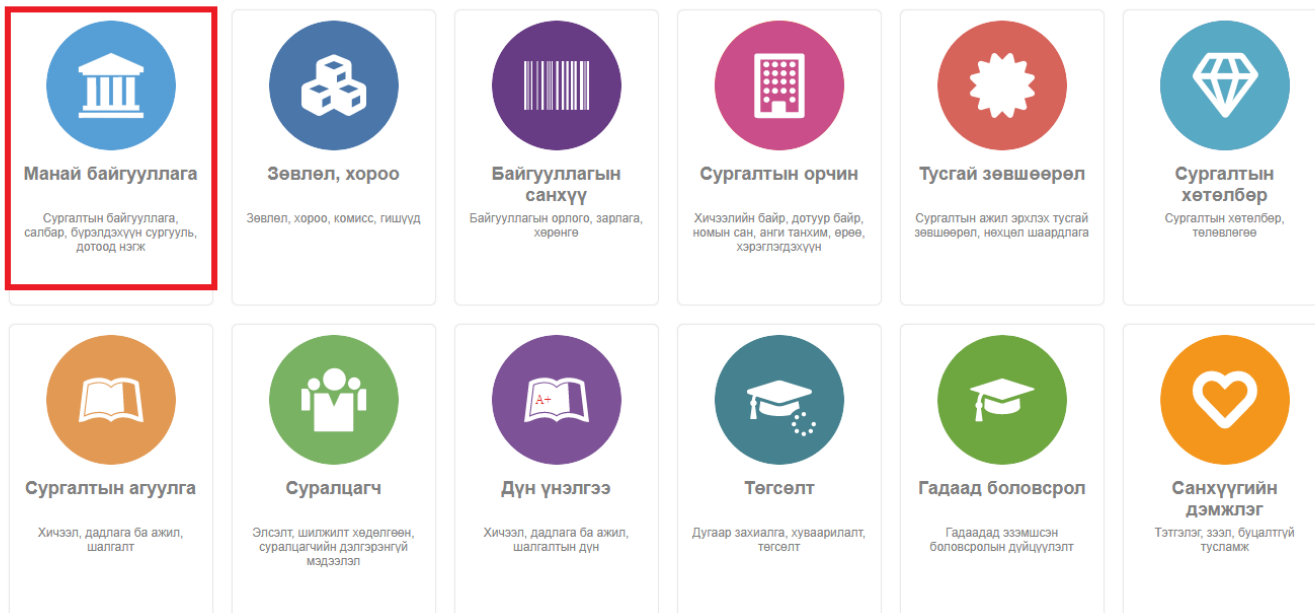 Манай байгууллага
Сургалтын байгууллага,
салбар, бүрэлдэхүүн сургууль,
дотоод нэгж
Зөвлөл, хороо
Зөвлөл, хороо, комисс, гишүүд
Байгууллагын
санхүү
Байгууллагын орлого, зарлага,
хөрөнгө
Сургалтын орчин
Хичээлийн байр, дотуур байр,
номын сан, анги танхим, өрөө,
хэрэглэгдэхүүн
Тусгай зөвшөөрөл
Сургалтын ажил эрхлэх тусгай
зөвшөөрөл, нөхцөл шаардлага
Сургалтын
хөтөлбөр
Сургалтын хөтөлбөр,
төлөвлөгөө
Сургалтын агуулга
Хичээл, дадлага ба ажил,
шалгалт
Суралцагч
Элсэлт, шилжилт хөдөлгөөн,
суралцагчийн дэлгэрэнгүй
мэдээлэл
A+
Дүн үнэлгээ
Хичээл, дадлага ба ажил,
шалгалтын дүн
Төгсөлт
Дугаар захиалга, хуваарилалт,
төгсөлт
Гадаад боловсрол
Гадаадад эзэмшсэн
боловсролын дүйцүүлэлт
Санхүүгийн
дэмжлэг
Тэтгэлэг, зээл, буцалтгүй
тусламж